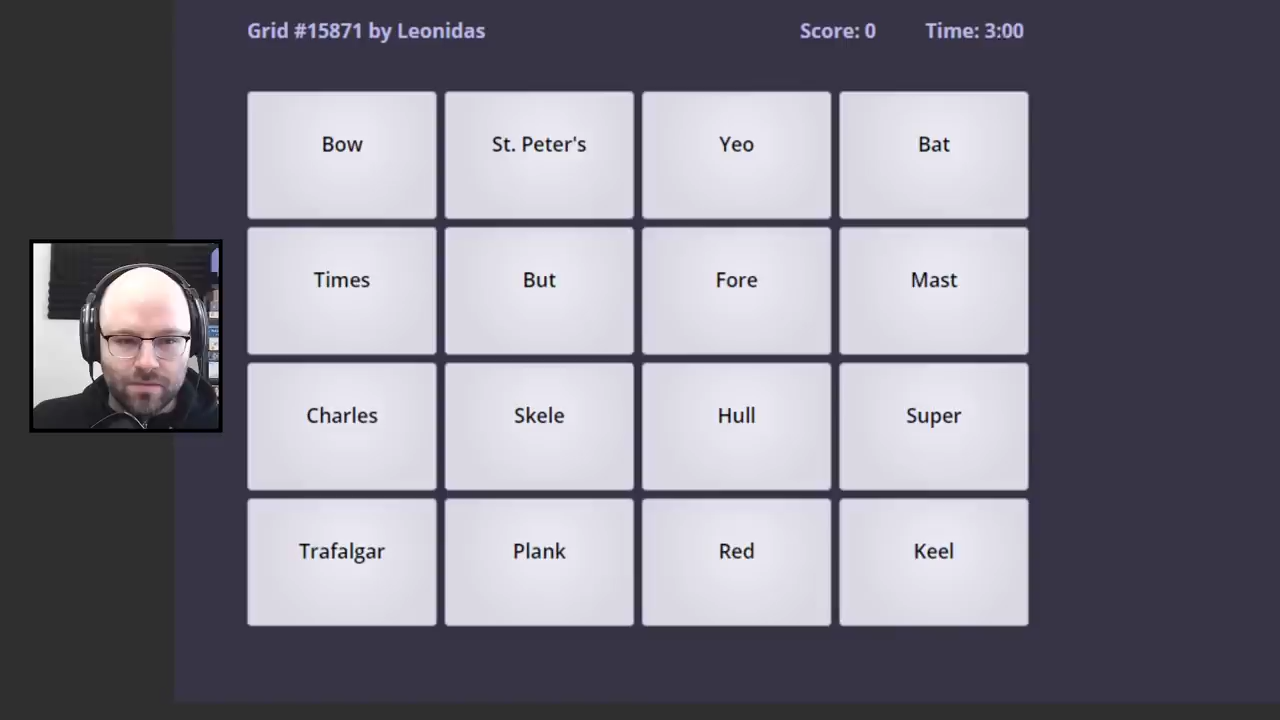 Grid #15871 by Leonidas Score: 0 Time: 3:00
Bow St. Peter's Yeo Bat
Times But Fore Mast
Charles Skele Hull Super
Trafalgar Plank Red Keel